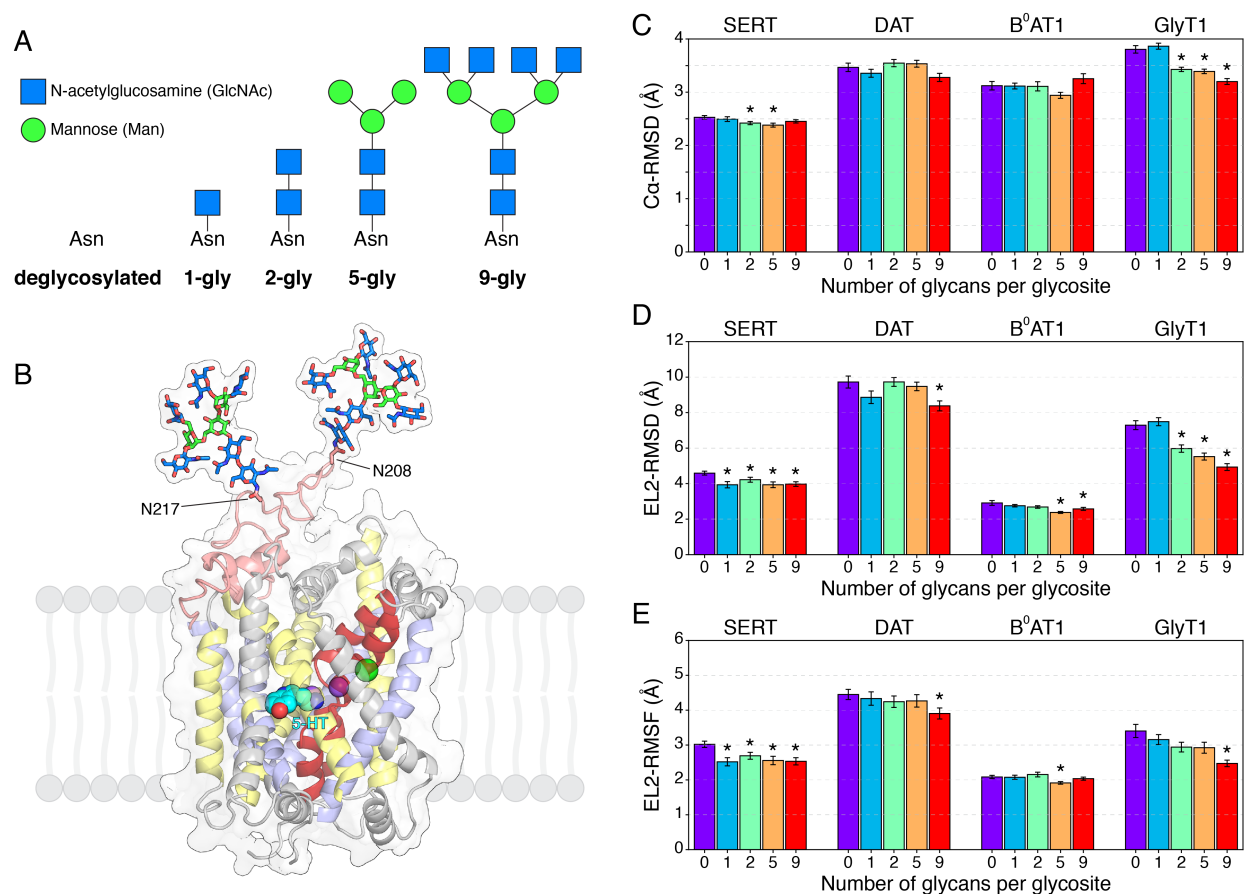 A
N-acetylglucosamine (GlcNAc)
Mannose (Man)
Asn Asn Asn Asn Asn
deglycosylated 1-gly 2-gly 5-gly 9-gly
B
N208
N217
5-HT
C
SERT DAT B⁰AT1 GlyT1
Cα-RMSD (Å)
4
3
2
1
0
0 1 2 5 9 0 1 2 5 9 0 1 2 5 9 0 1 2 5 9
* * * * *
Number of glycans per glycosite
D
SERT DAT B⁰AT1 GlyT1
EL2-RMSD (Å)
12
10
8
6
4
2
0
* * * * * * * * * *
0 1 2 5 9 0 1 2 5 9 0 1 2 5 9 0 1 2 5 9
Number of glycans per glycosite
E
SERT DAT B⁰AT1 GlyT1
EL2-RMSF (Å)
6
5
4
3
2
1
0
* * * * * * *
0 1 2 5 9 0 1 2 5 9 0 1 2 5 9 0 1 2 5 9
Number of glycans per glycosite